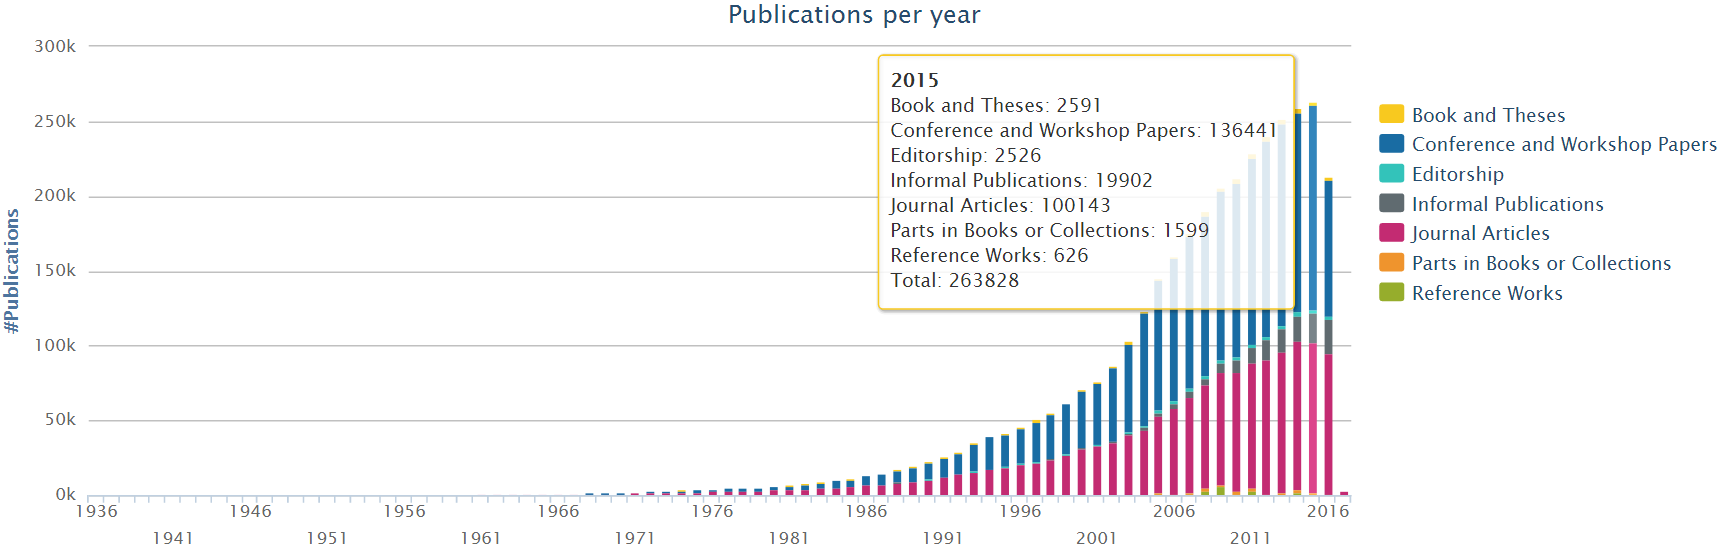 Publications per year
300k
250k
200k
150k
100k
50k
0k
#Publications
2015
Book and Theses: 2591
Conference and Workshop Papers: 136441
Editorship: 2526
Informal Publications: 19902
Journal Articles: 100143
Parts in Books or Collections: 1599
Reference Works: 626
Total: 263828
Book and Theses
Conference and Workshop Papers
Editorship
Informal Publications
Journal Articles
Parts in Books or Collections
Reference Works
1936 1946 1956 1966 1976 1986 1996 2006 2016
1941 1951 1961 1971 1981 1991 2001 2011